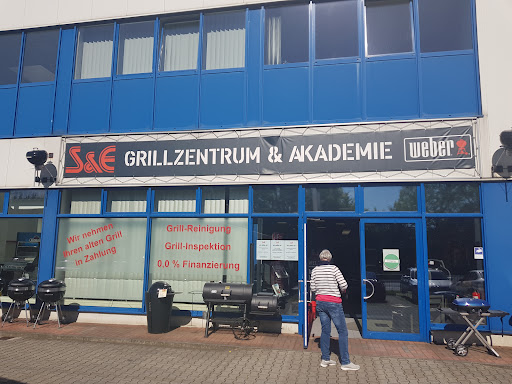 S&E GRILLZENTRUM & AKADEMIE weber
Wir nehmen
Ihren alten Grill
in Zahlung
Grill-Reinigung
Grill-Inspektion
0,0 % Finanzierung